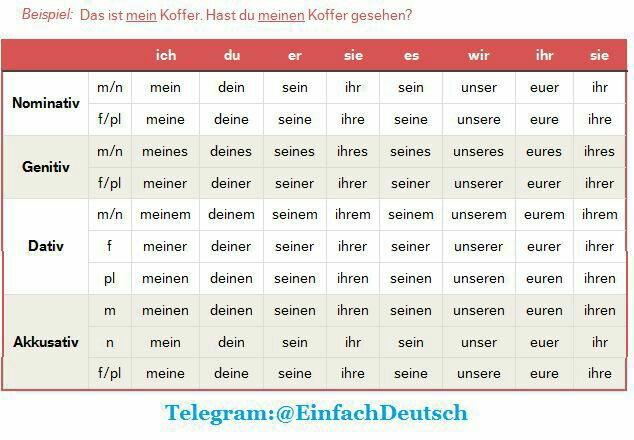 Beispiel: Das ist mein Koffer. Hast du meinen Koffer gesehen?
ich du er sie es wir ihr sie
Nominativ m/n mein dein sein ihr sein unser euer ihr
f/pl meine deine seine ihre seine unsere eure ihre
Genitiv m/n meines deines seines ihres seines unseres eures ihres
f/pl meiner deiner seiner ihrer seiner unserer eurer ihrer
Dativ m/n meinem deinem seinem ihrem seinem unserem eurem ihrem
f meiner deiner seiner ihrer seiner unserer eurer ihrer
pl meinen deinen seinen ihren seinen unseren euren ihren
Akkusativ m meinen deinen seinen ihren seinen unseren euren ihren
n mein dein sein ihr sein unser euer ihr
f/pl meine deine seine ihre seine unsere eure ihre
Telegram:@EinfachDeutsch